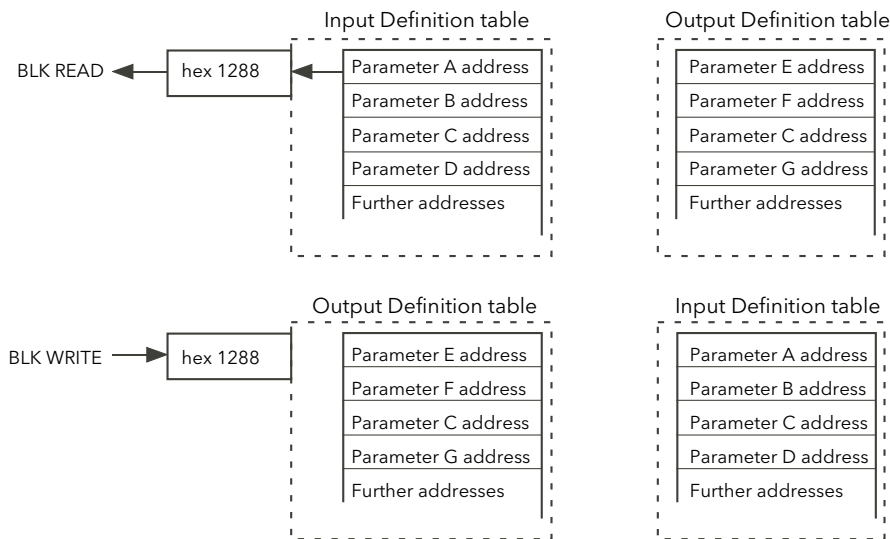 Input Definition table
Output Definition table
BLK READ
hex 1288
Parameter A address
Parameter B address
Parameter C address
Parameter D address
Further addresses
Parameter E address
Parameter F address
Parameter C address
Parameter G address
Further addresses
Output Definition table
Input Definition table
BLK WRITE
hex 1288
Parameter E address
Parameter F address
Parameter C address
Parameter G address
Further addresses
Parameter A address
Parameter B address
Parameter C address
Parameter D address
Further addresses